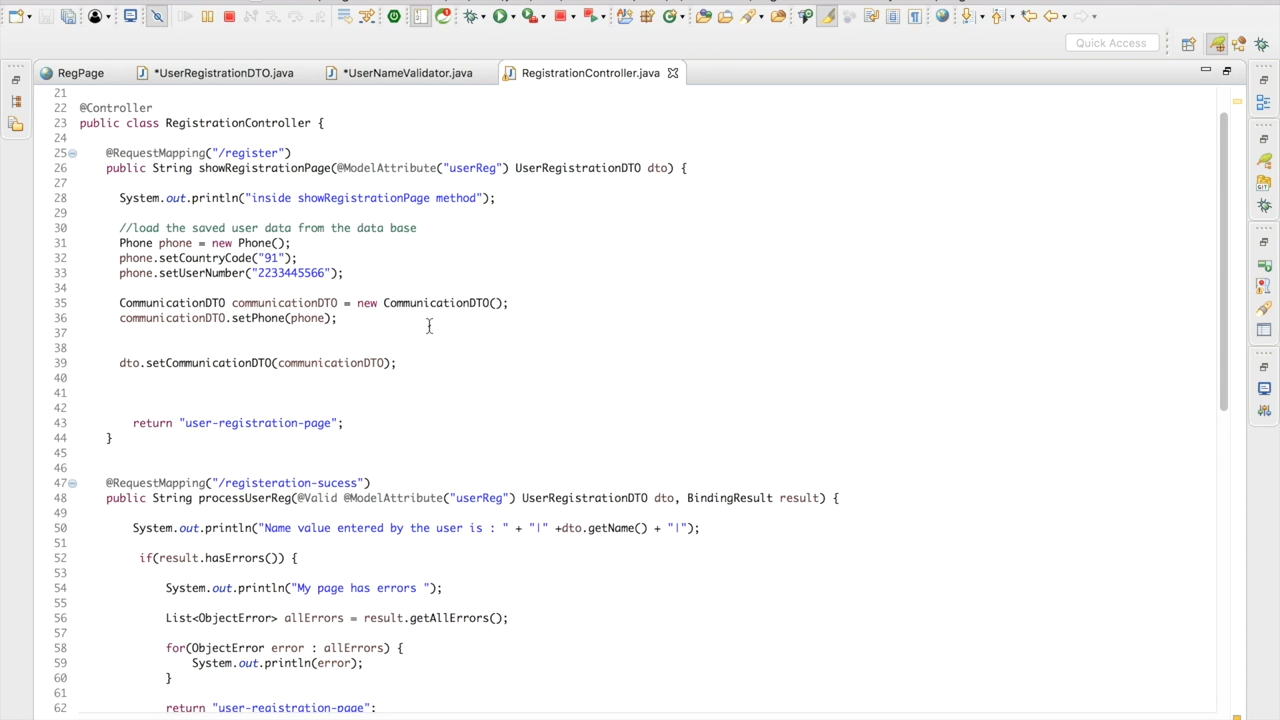 Quick Access
RegPage
*UserRegistrationDTO.java
*UserNameValidator.java
RegistrationController.java
21
22 @Controller
23 public class RegistrationController {
24
25 @RequestMapping("/register")
26 public String showRegistrationPage(@ModelAttribute("userReg") UserRegistrationDTO dto) {
27
28 System.out.println("inside showRegistrationPage method");
29
30 //load the saved user data from the data base
31 Phone phone = new Phone();
32 phone.setCountryCode("91");
33 phone.setUserNumber("2233445566");
34
35 CommunicationDTO communicationDTO = new CommunicationDTO();
36 communicationDTO.setPhone(phone);
37
38
39 dto.setCommunicationDTO(communicationDTO);
40
41
42
43 return "user-registration-page";
44 }
45
46
47 @RequestMapping("/registeration-sucess")
48 public String processUserReg(@Valid @ModelAttribute("userReg") UserRegistrationDTO dto, BindingResult result) {
49
50 System.out.println("Name value entered by the user is : " + "|" +dto.getName() + "|");
51
52 if(result.hasErrors()) {
53
54 System.out.println("My page has errors ");
55
56 List<ObjectError> allErrors = result.getAllErrors();
57
58 for(ObjectError error : allErrors) {
59 System.out.println(error);
60 }
61
62 return "user-registration-page";